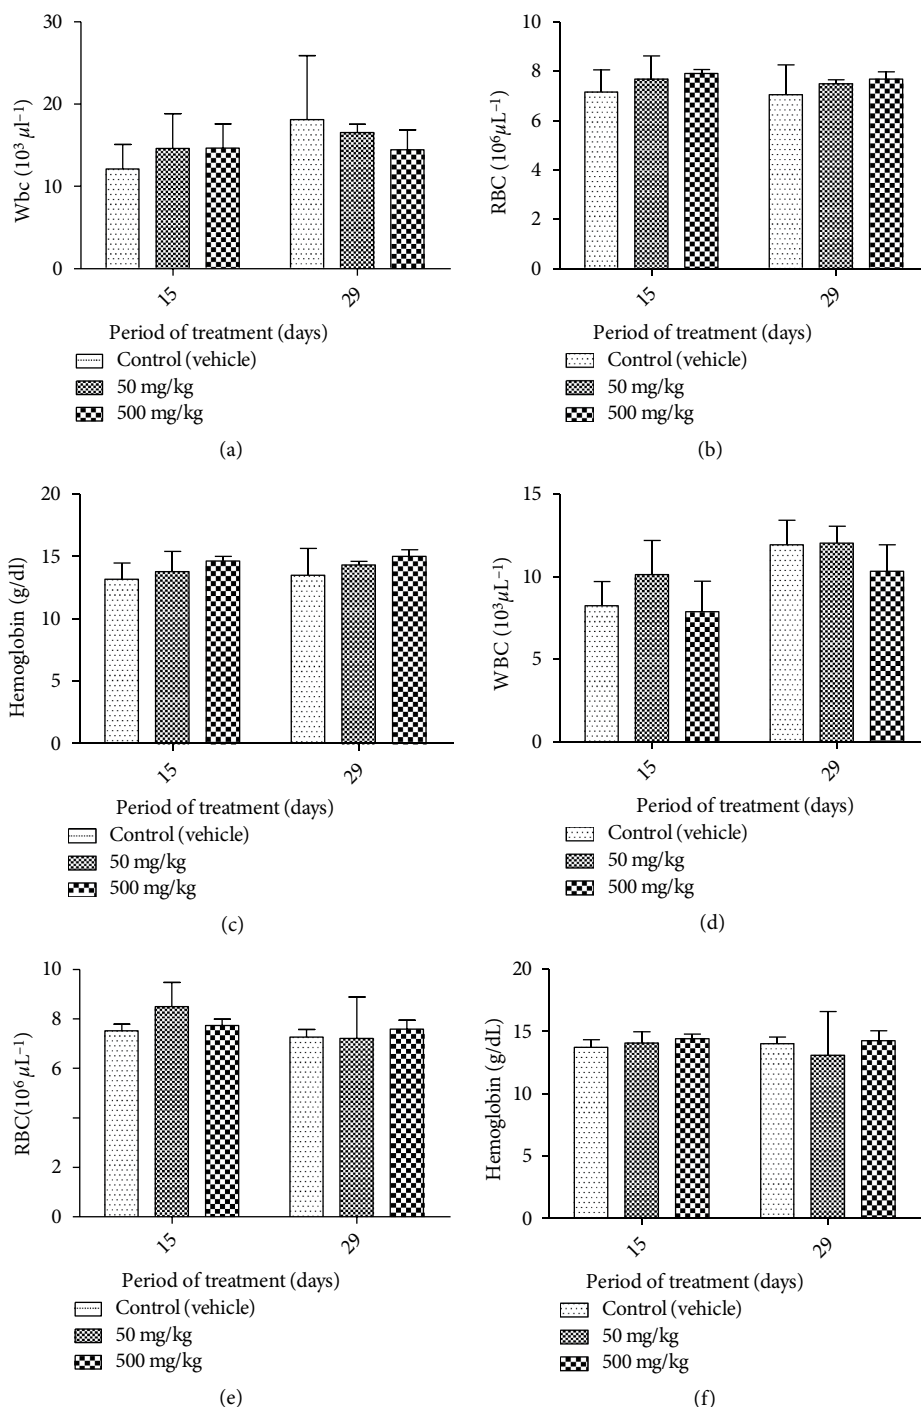 30
20
10
0
Wbc (10³ μl⁻¹)
15
29
Period of treatment (days)
Control (vehicle)
50 mg/kg
500 mg/kg
(a)
10
8
6
4
2
0
RBC (10⁶μL⁻¹)
15
29
Period of treatment (days)
Control (vehicle)
50 mg/kg
500 mg/kg
(b)
20
15
10
5
0
Hemoglobin (g/dl)
15
29
Period of treatment (days)
Control (vehicle)
50 mg/kg
500 mg/kg
(c)
15
10
5
0
WBC (10³μL⁻¹)
15
29
Period of treatment (days)
Control (vehicle)
50 mg/kg
500 mg/kg
(d)
10
8
6
2
0
RBC(10⁶ μL⁻¹)
15
29
Period of treatment (days)
Control (vehicle)
50 mg/kg
500 mg/kg
(e)
20
15
10
5
0
Hemoglobin (g/dL)
15
29
Period of treatment (days)
Control (vehicle)
50 mg/kg
500 mg/kg
(f)